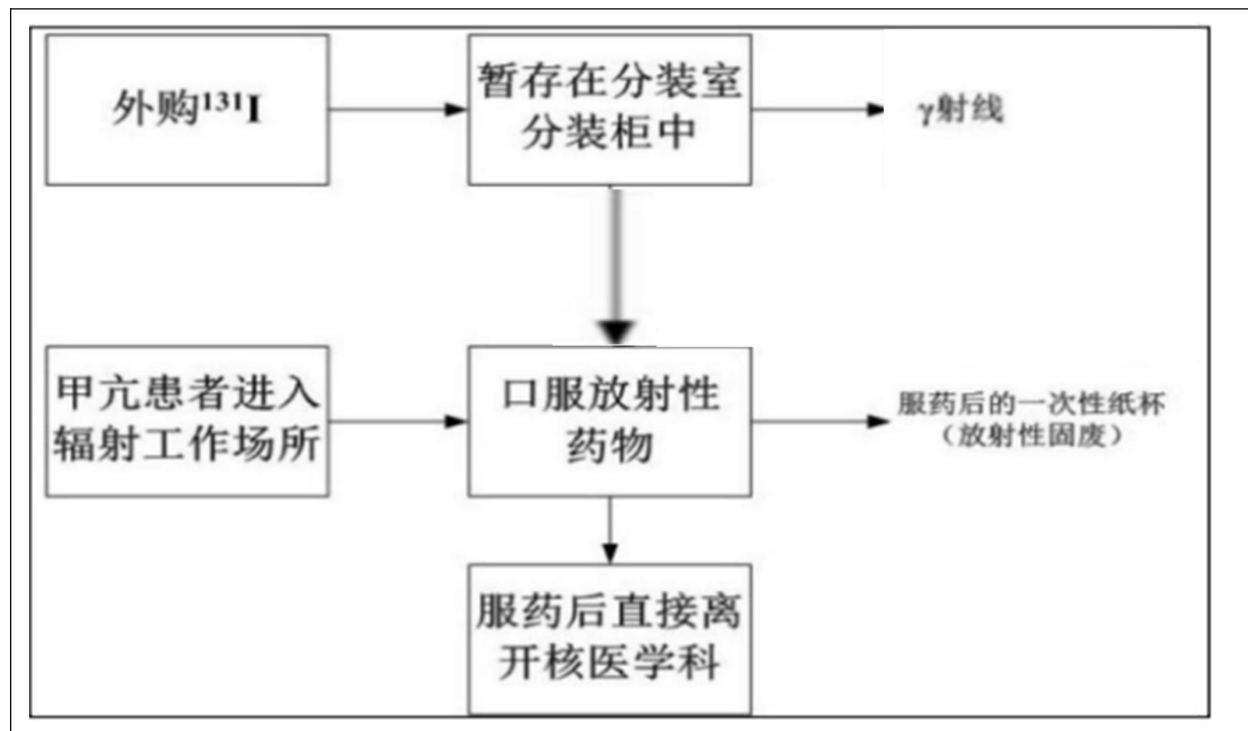 外购¹³¹I
暂存在分装室
分装柜中
γ射线
甲亢患者进入
辐射工作场所
口服放射性
药物
服药后的一次性纸杯
（放射性固废）
服药后直接离
开核医学科